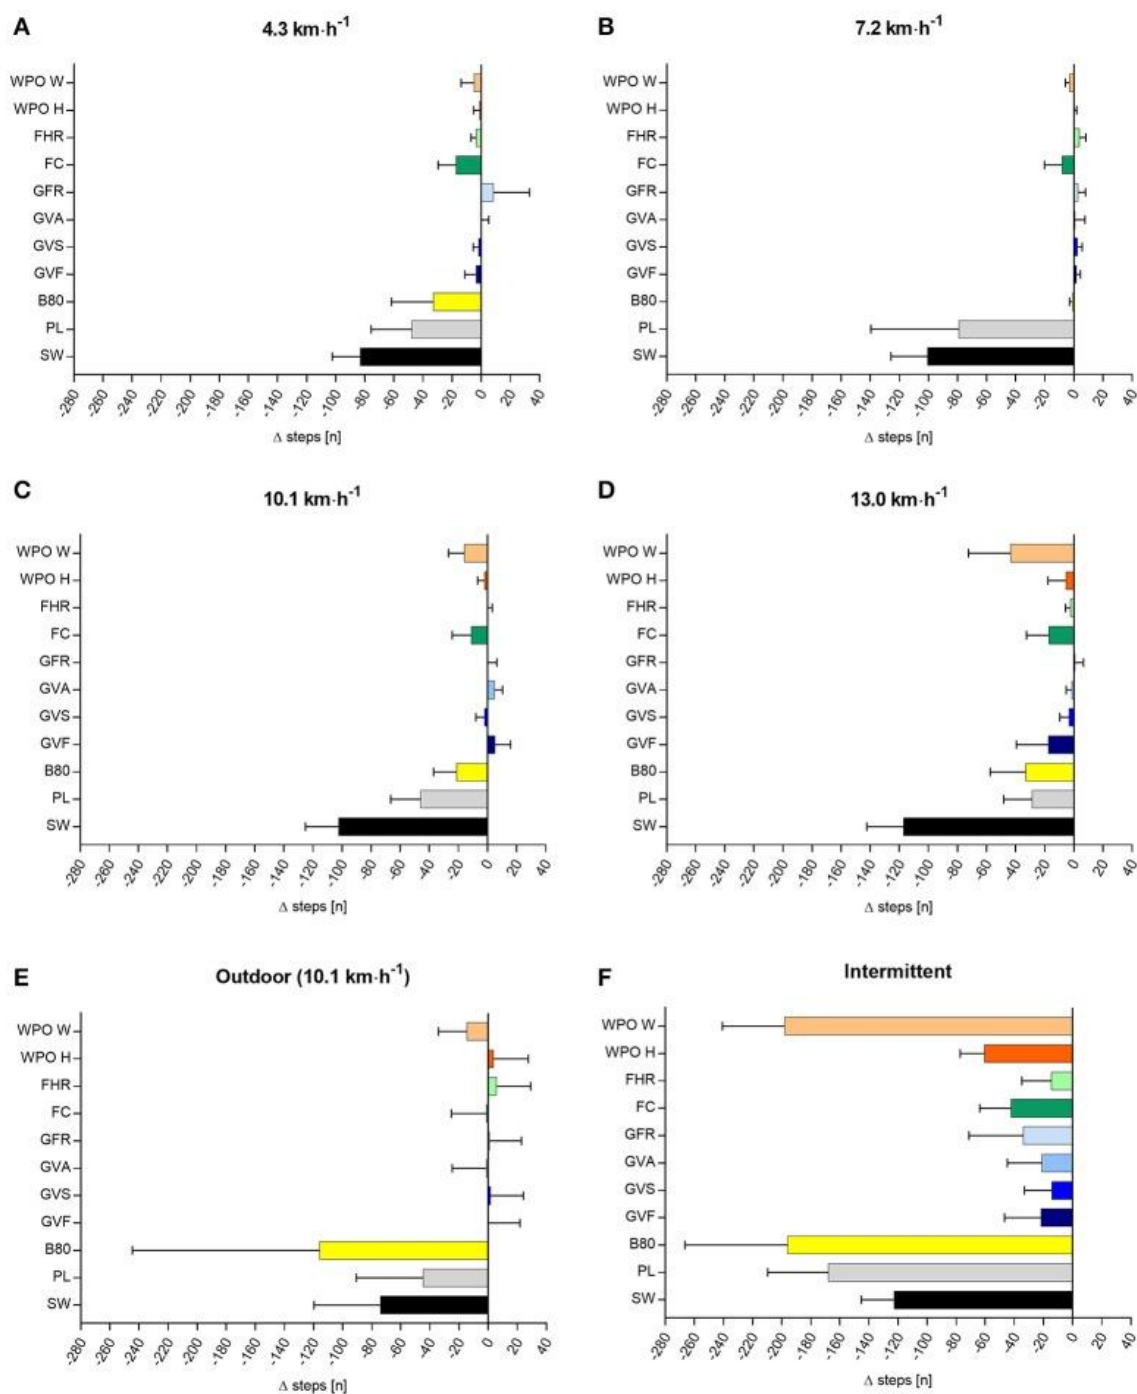 A
4.3 km·h-1
WPO W
WPO H
FHR
FC
GFR
GVA
GVS
GVF
B80
PL
SW
-280 -260 -240 -220 -200 -180 -160 -140 -120 -100 -80 -60 -40 -20 0 20 40
Δ steps [n]
B
7.2 km·h-1
WPO W
WPO H
FHR
FC
GFR
GVA
GVS
GVF
B80
PL
SW
-280 -260 -240 -220 -200 -180 -160 -140 -120 -100 -80 -60 -40 -20 0 20 40
Δ steps [n]
C
10.1 km·h-1
WPO W
WPO H
FHR
FC
GFR
GVA
GVS
GVF
B80
PL
SW
-280 -260 -240 -220 -200 -180 -160 -140 -120 -100 -80 -60 -40 -20 0 20 40
Δ steps [n]
D
13.0 km·h-1
WPO W
WPO H
FHR
FC
GFR
GVA
GVS
GVF
B80
PL
SW
-280 -260 -240 -220 -200 -180 -160 -140 -120 -100 -80 -60 -40 -20 0 20 40
Δ steps [n]
E
Outdoor (10.1 km·h-1)
WPO W
WPO H
FHR
FC
GFR
GVA
GVS
GVF
B80
PL
SW
-280 -260 -240 -220 -200 -180 -160 -140 -120 -100 -80 -60 -40 -20 0 20 40
Δ steps [n]
F
Intermittent
WPO W
WPO H
FHR
FC
GFR
GVA
GVS
GVF
B80
PL
SW
-280 -260 -240 -220 -200 -180 -160 -140 -120 -100 -80 -60 -40 -20 0 20 40
Δ steps [n]